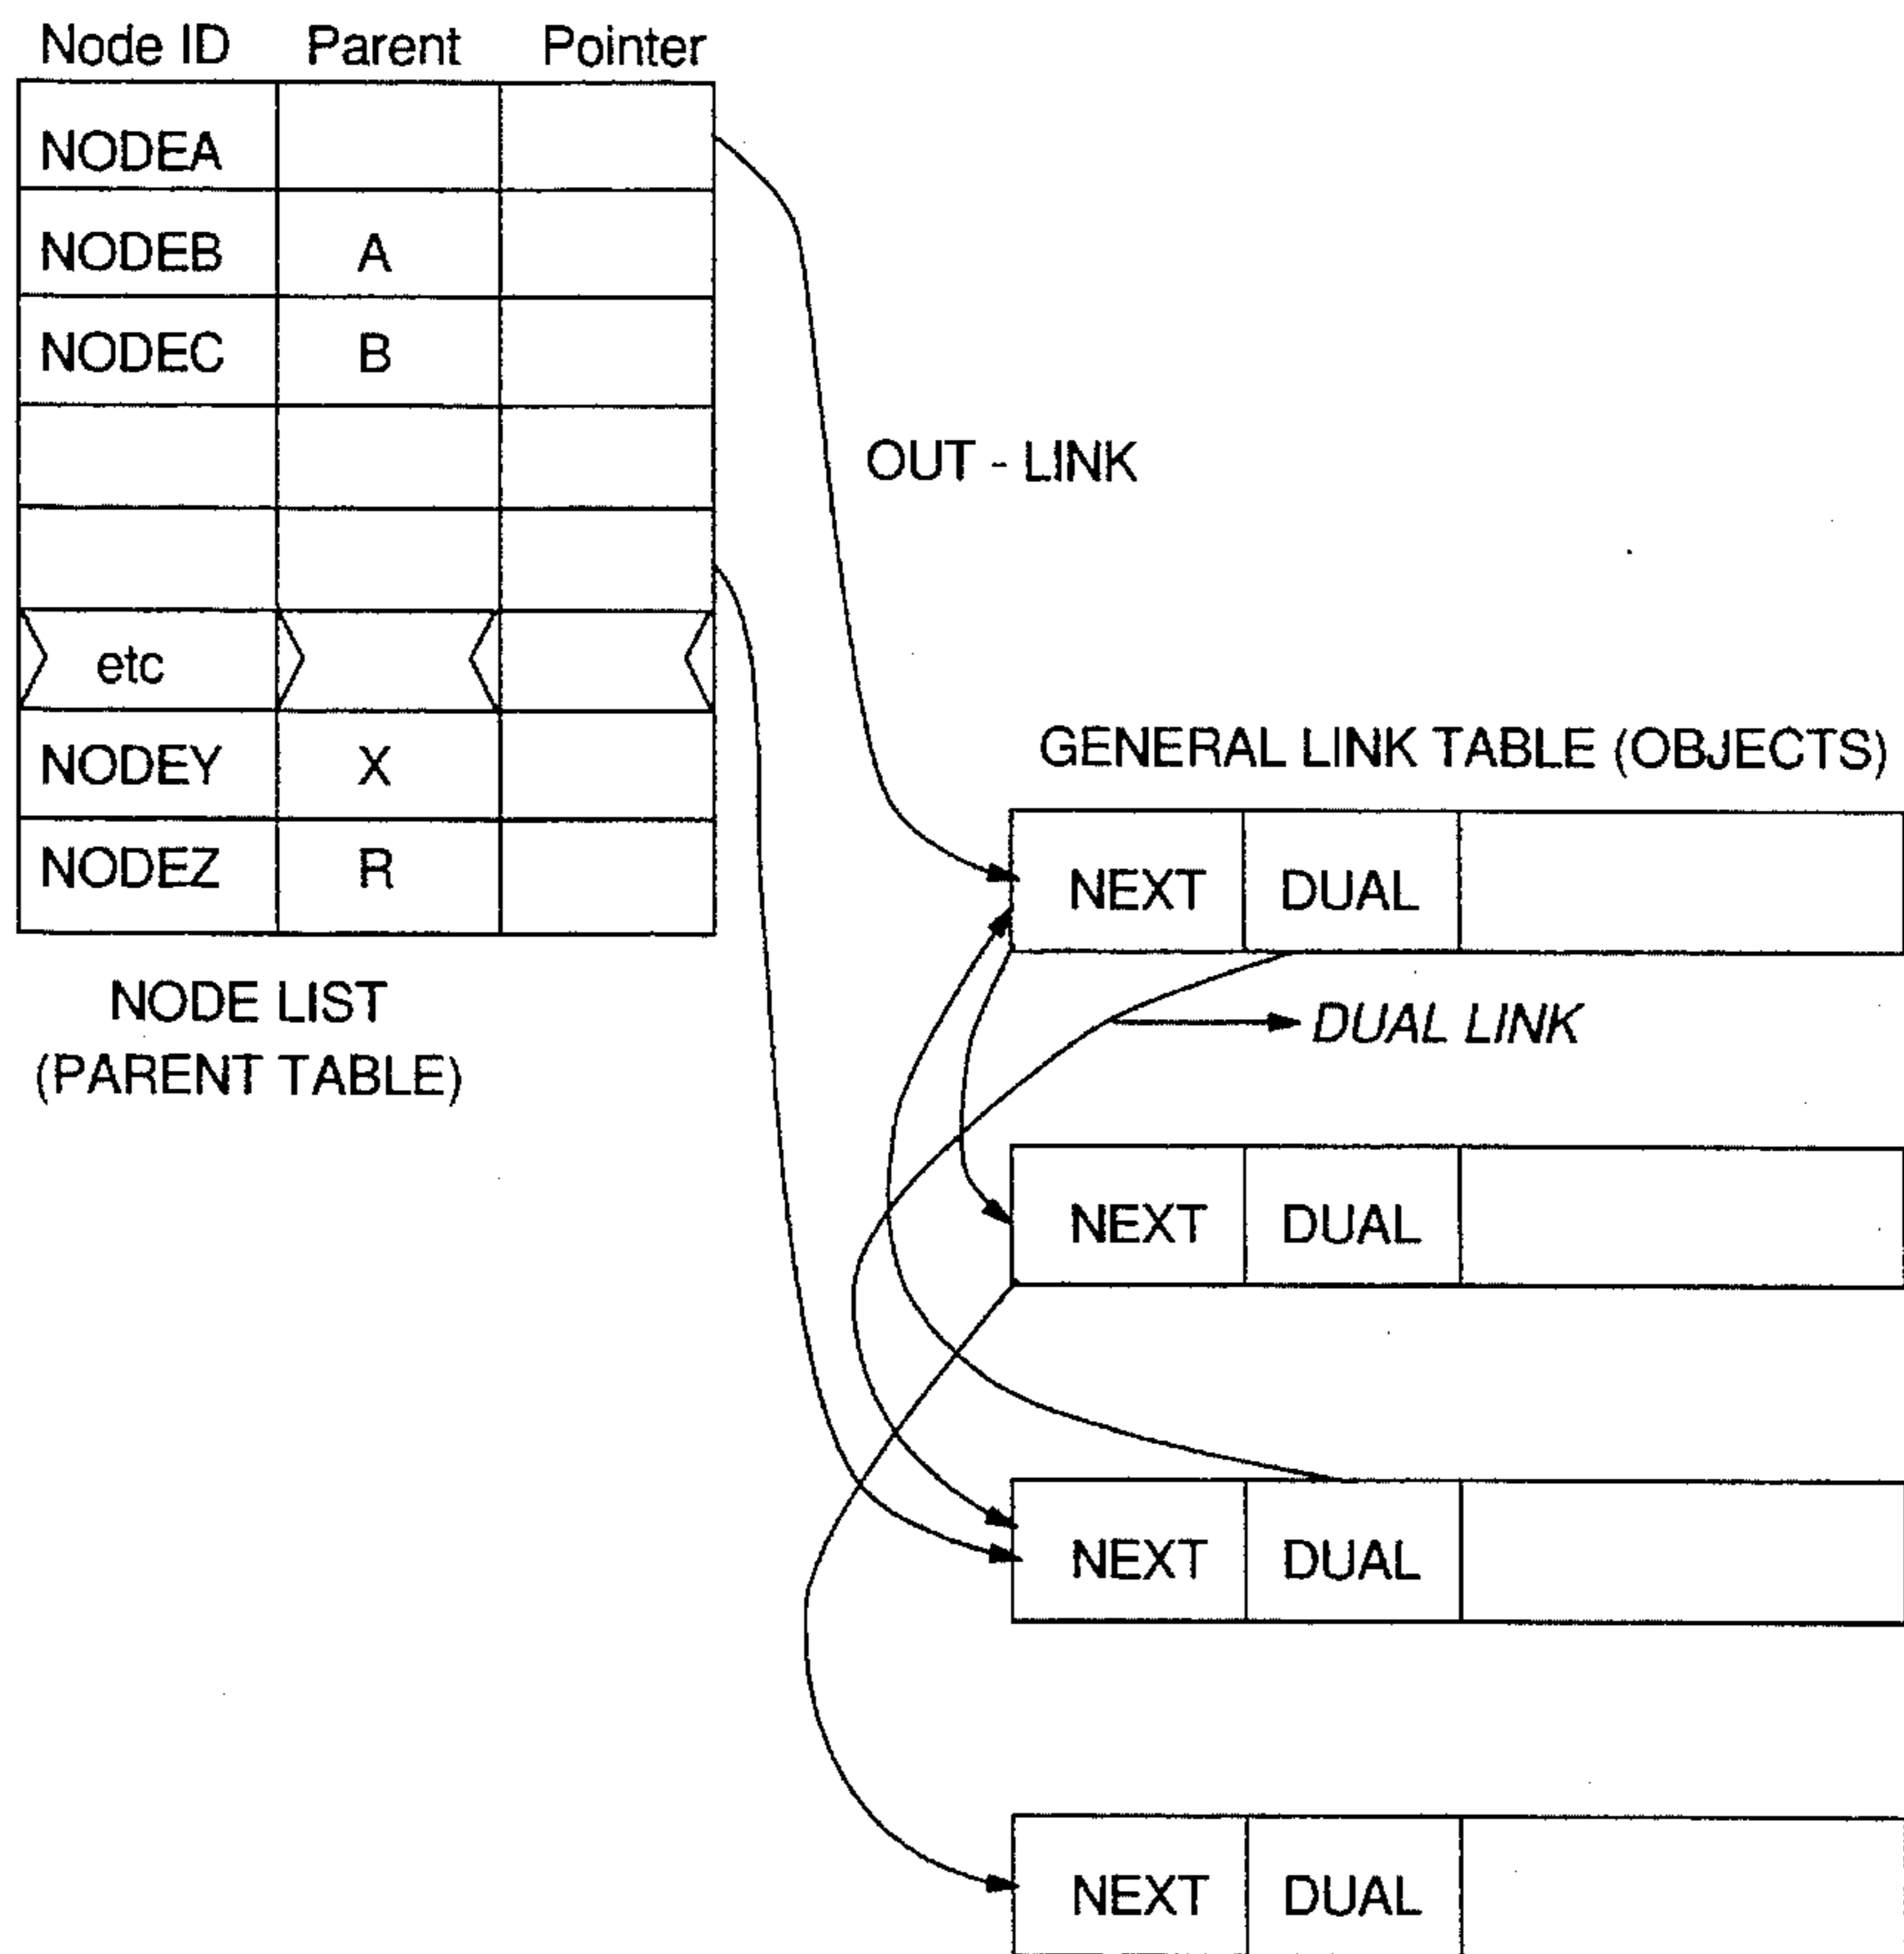 Node ID Parent Pointer
NODEA
NODEB A
NODEC B
etc
NODEY X
NODEZ R
NODE LIST
(PARENT TABLE)
OUT - LINK
GENERAL LINK TABLE (OBJECTS)
NEXT DUAL
DUAL LINK
NEXT DUAL
NEXT DUAL
NEXT DUAL